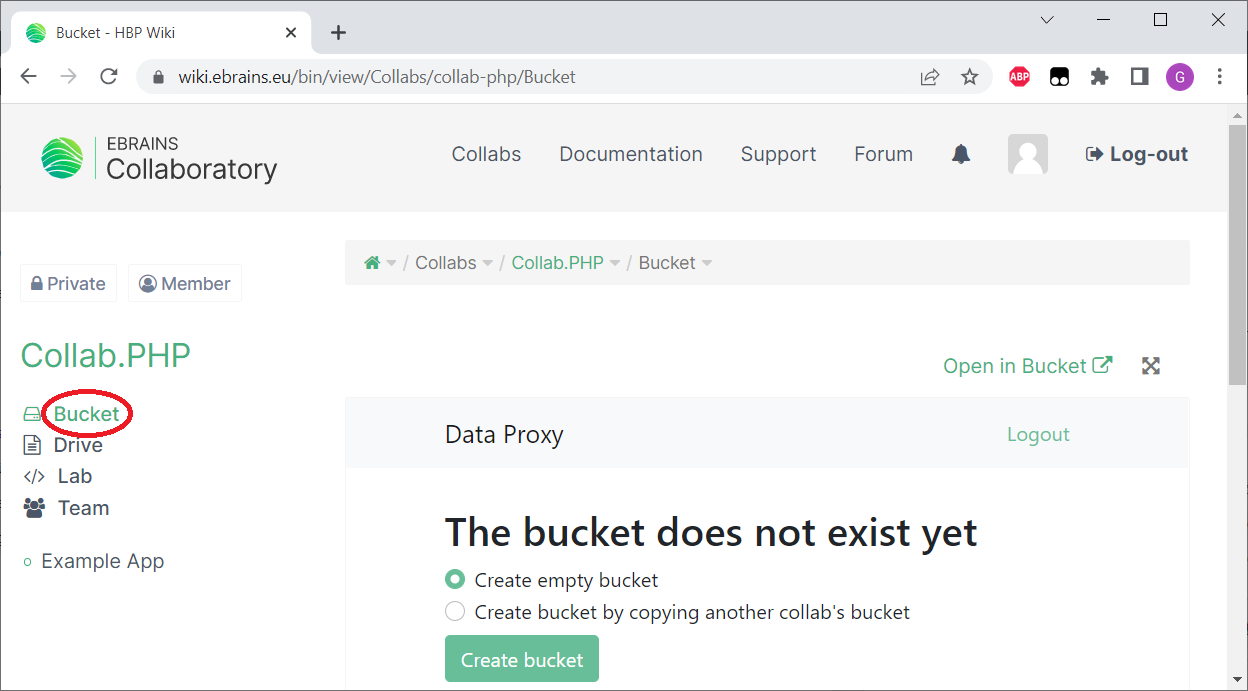 Bucket - HBP Wiki
wiki.ebrains.eu/bin/view/Collabs/collab-php/Bucket
ABP
G
EBRAINS
Collaboratory
Collabs Documentation Support Forum Log-out
Private Member
/ Collabs / Collab.PHP / Bucket
Collab.PHP
Open in Bucket
Bucket
Drive
</> Lab
Team
Example App
Data Proxy Logout
The bucket does not exist yet
Create empty bucket
Create bucket by copying another collab's bucket
Create bucket